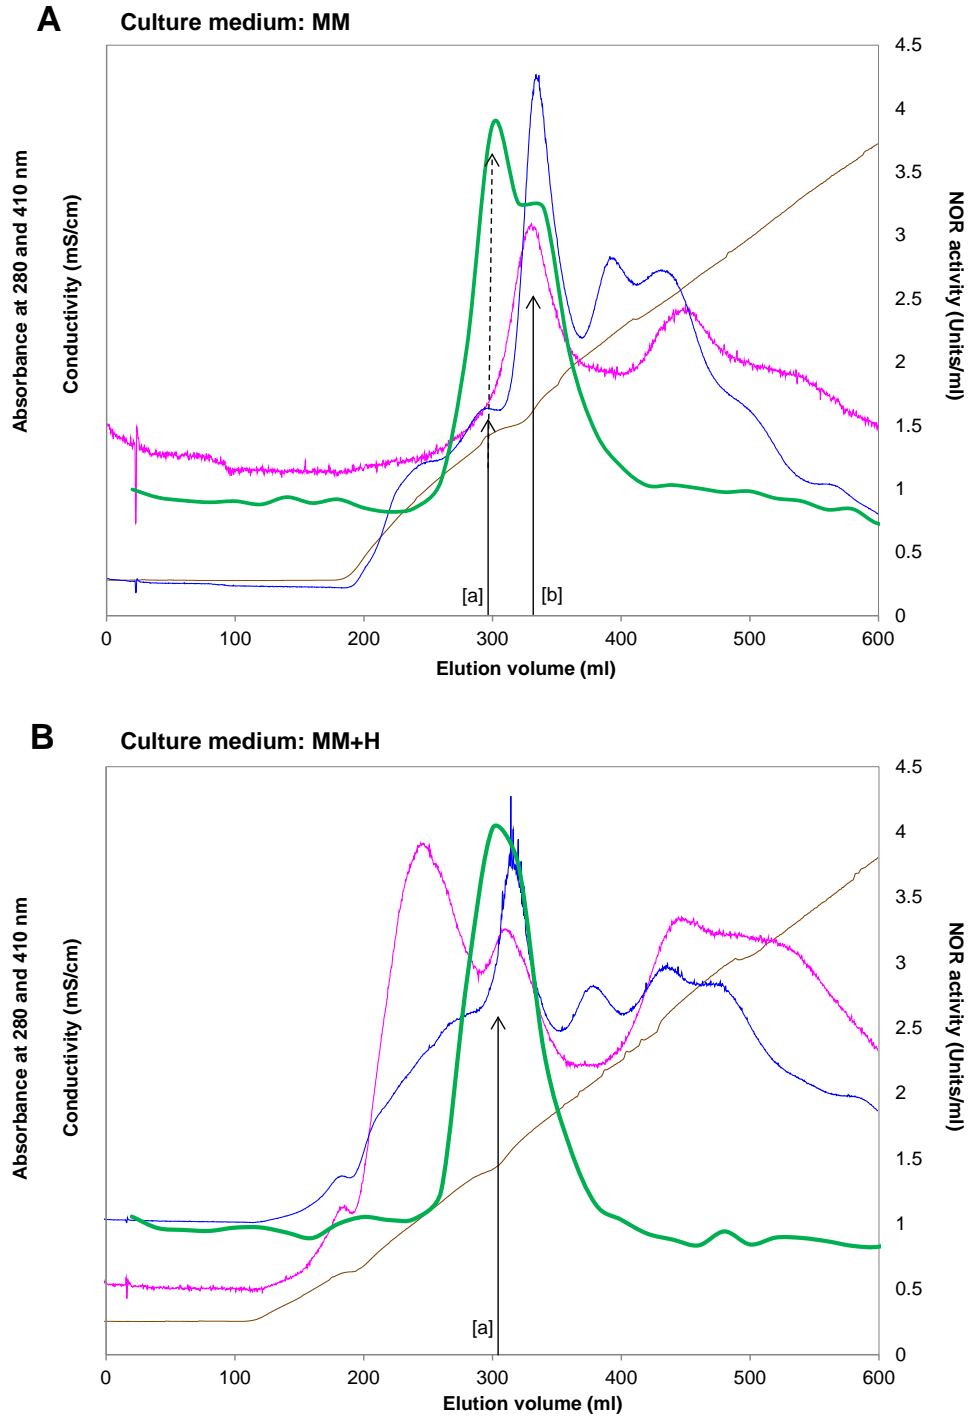 A
Culture medium: MM
Absorbance at 280 and 410 nm
Conductivity (mS/cm)
4.5
4
3.5
3
2.5
2
1.5
1
0.5
0
NOR activity (Units/ml)
[a]
[b]
0 100 200 300 400 500 600
Elution volume (ml)
B
Culture medium: MM+H
Absorbance at 280 and 410 nm
Conductivity (mS/cm)
4.5
4
3.5
3
2.5
2
1.5
1
0.5
0
NOR activity (Units/ml)
[a]
0 100 200 300 400 500 600
Elution volume (ml)